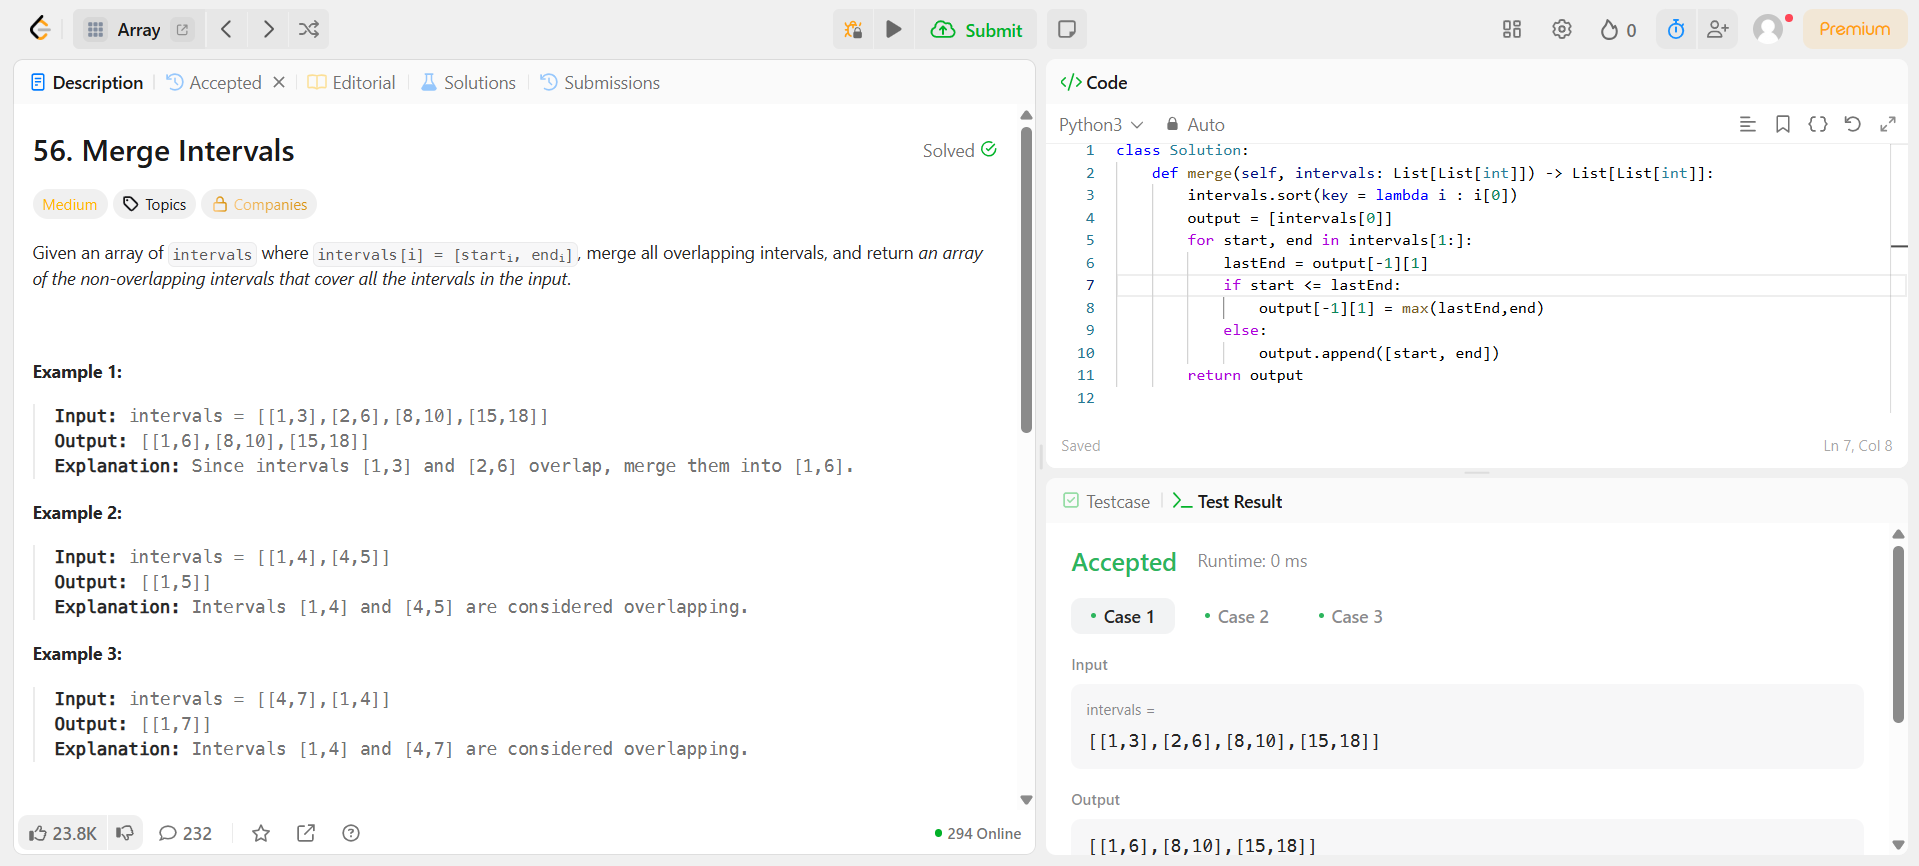 Array
Submit
0
Premium
Description
Accepted
Editorial
Solutions
Submissions
56. Merge Intervals
Solved
Medium
Topics
Companies
Given an array of intervals where intervals[i] = [startᵢ, endᵢ], merge all overlapping intervals, and return an array
of the non-overlapping intervals that cover all the intervals in the input.
Example 1:
Input: intervals = [[1,3],[2,6],[8,10],[15,18]]
Output: [[1,6],[8,10],[15,18]]
Explanation: Since intervals [1,3] and [2,6] overlap, merge them into [1,6].
Example 2:
Input: intervals = [[1,4],[4,5]]
Output: [[1,5]]
Explanation: Intervals [1,4] and [4,5] are considered overlapping.
Example 3:
Input: intervals = [[4,7],[1,4]]
Output: [[1,7]]
Explanation: Intervals [1,4] and [4,7] are considered overlapping.
23.8K
232
294 Online
Code
Python3
Auto
1 class Solution:
2     def merge(self, intervals: List[List[int]]) -> List[List[int]]:
3         intervals.sort(key = lambda i : i[0])
4         output = [intervals[0]]
5         for start, end in intervals[1:]:
6             lastEnd = output[-1][1]
7             if start <= lastEnd:
8                 output[-1][1] = max(lastEnd,end)
9             else:
10                 output.append([start, end])
11         return output
12
Saved
Ln 7, Col 8
Testcase
Test Result
Accepted
Runtime: 0 ms
Case 1
Case 2
Case 3
Input
intervals =
[[1,3],[2,6],[8,10],[15,18]]
Output
[[1,6],[8,10],[15,18]]